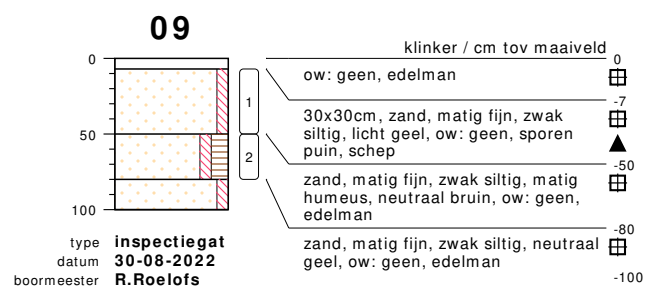 09
klinker / cm tov maaiveld
0
0
ow: geen, edelman
-7
1
30x30cm, zand, matig fijn, zwak
siltig, licht geel, ow: geen, sporen
puin, schep
50
-50
2
zand, matig fijn, zwak siltig, matig
humeus, neutraal bruin, ow: geen,
edelman
100
-80
zand, matig fijn, zwak siltig, neutraal
geel, ow: geen, edelman
-100
type inspectiegat
datum 30-08-2022
boormeester R.Roelofs